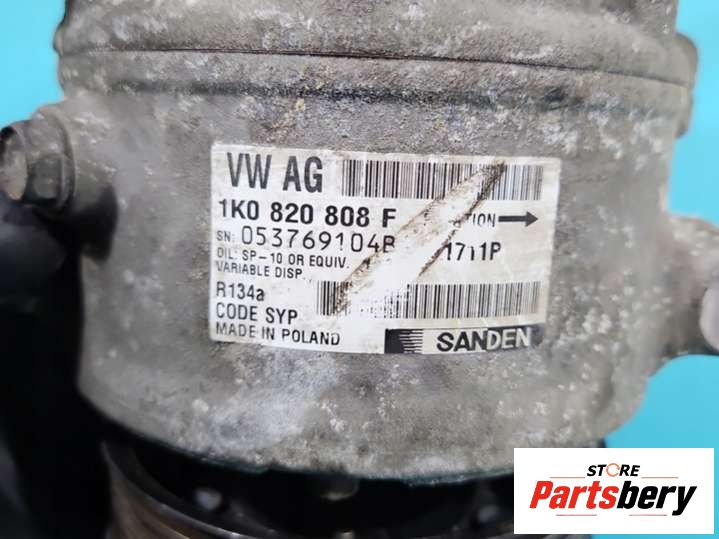 VW AG
1K0 820 808 F
SN: 053769104B 1711P
OIL: SP-10 OR EQUIV.
VARIABLE DISP.
R134a
CODE SYP
MADE IN POLAND
SANDEN
STORE
Partsbery